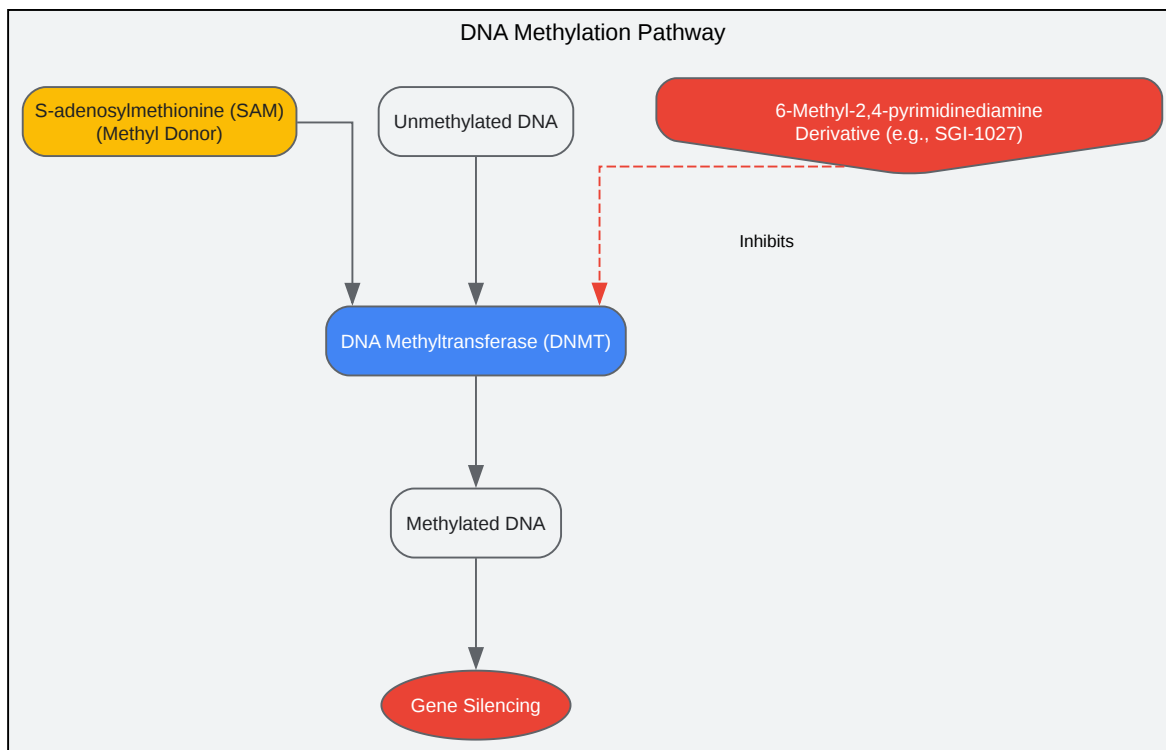 DNA Methylation Pathway
S-adenosylmethionine (SAM)
(Methyl Donor)
Unmethylated DNA
6-Methyl-2,4-pyrimidinediamine
Derivative (e.g., SGI-1027)
Inhibits
DNA Methyltransferase (DNMT)
Methylated DNA
Gene Silencing